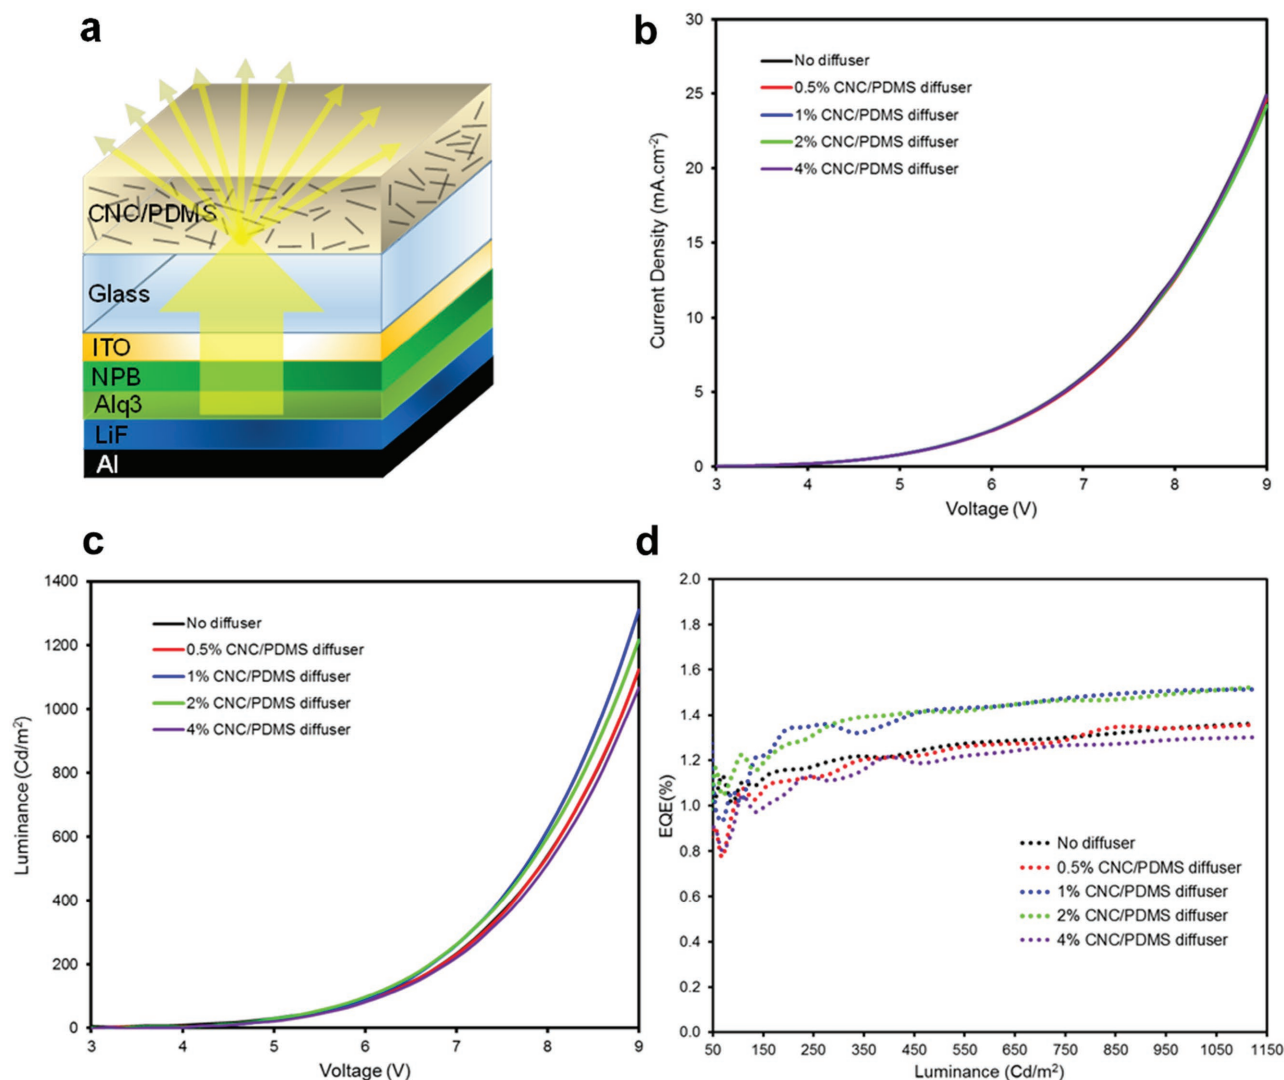 a
CNC/PDMS
Glass
ITO
NPB
Alq3
LiF
Al
b
30
25
20
15
10
5
0
Current Density (mA.cm⁻²)
No diffuser
0.5% CNC/PDMS diffuser
1% CNC/PDMS diffuser
2% CNC/PDMS diffuser
4% CNC/PDMS diffuser
3 4 5 6 7 8 9
Voltage (V)
c
1400
1200
1000
800
600
400
200
0
Luminance (Cd/m²)
No diffuser
0.5% CNC/PDMS diffuser
1% CNC/PDMS diffuser
2% CNC/PDMS diffuser
4% CNC/PDMS diffuser
3 4 5 6 7 8 9
Voltage (V)
d
2.0
1.8
1.6
1.4
1.2
1.0
0.8
0.6
0.4
0.2
0.0
EQE(%)
No diffuser
0.5% CNC/PDMS diffuser
1% CNC/PDMS diffuser
2% CNC/PDMS diffuser
4% CNC/PDMS diffuser
50 150 250 350 450 550 650 750 850 950 1050 1150
Luminance (Cd/m²)